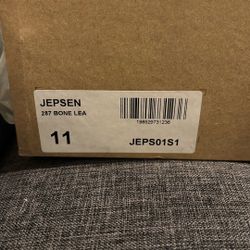 JEPSEN
287 BONE LEA
11
JEPS01S1